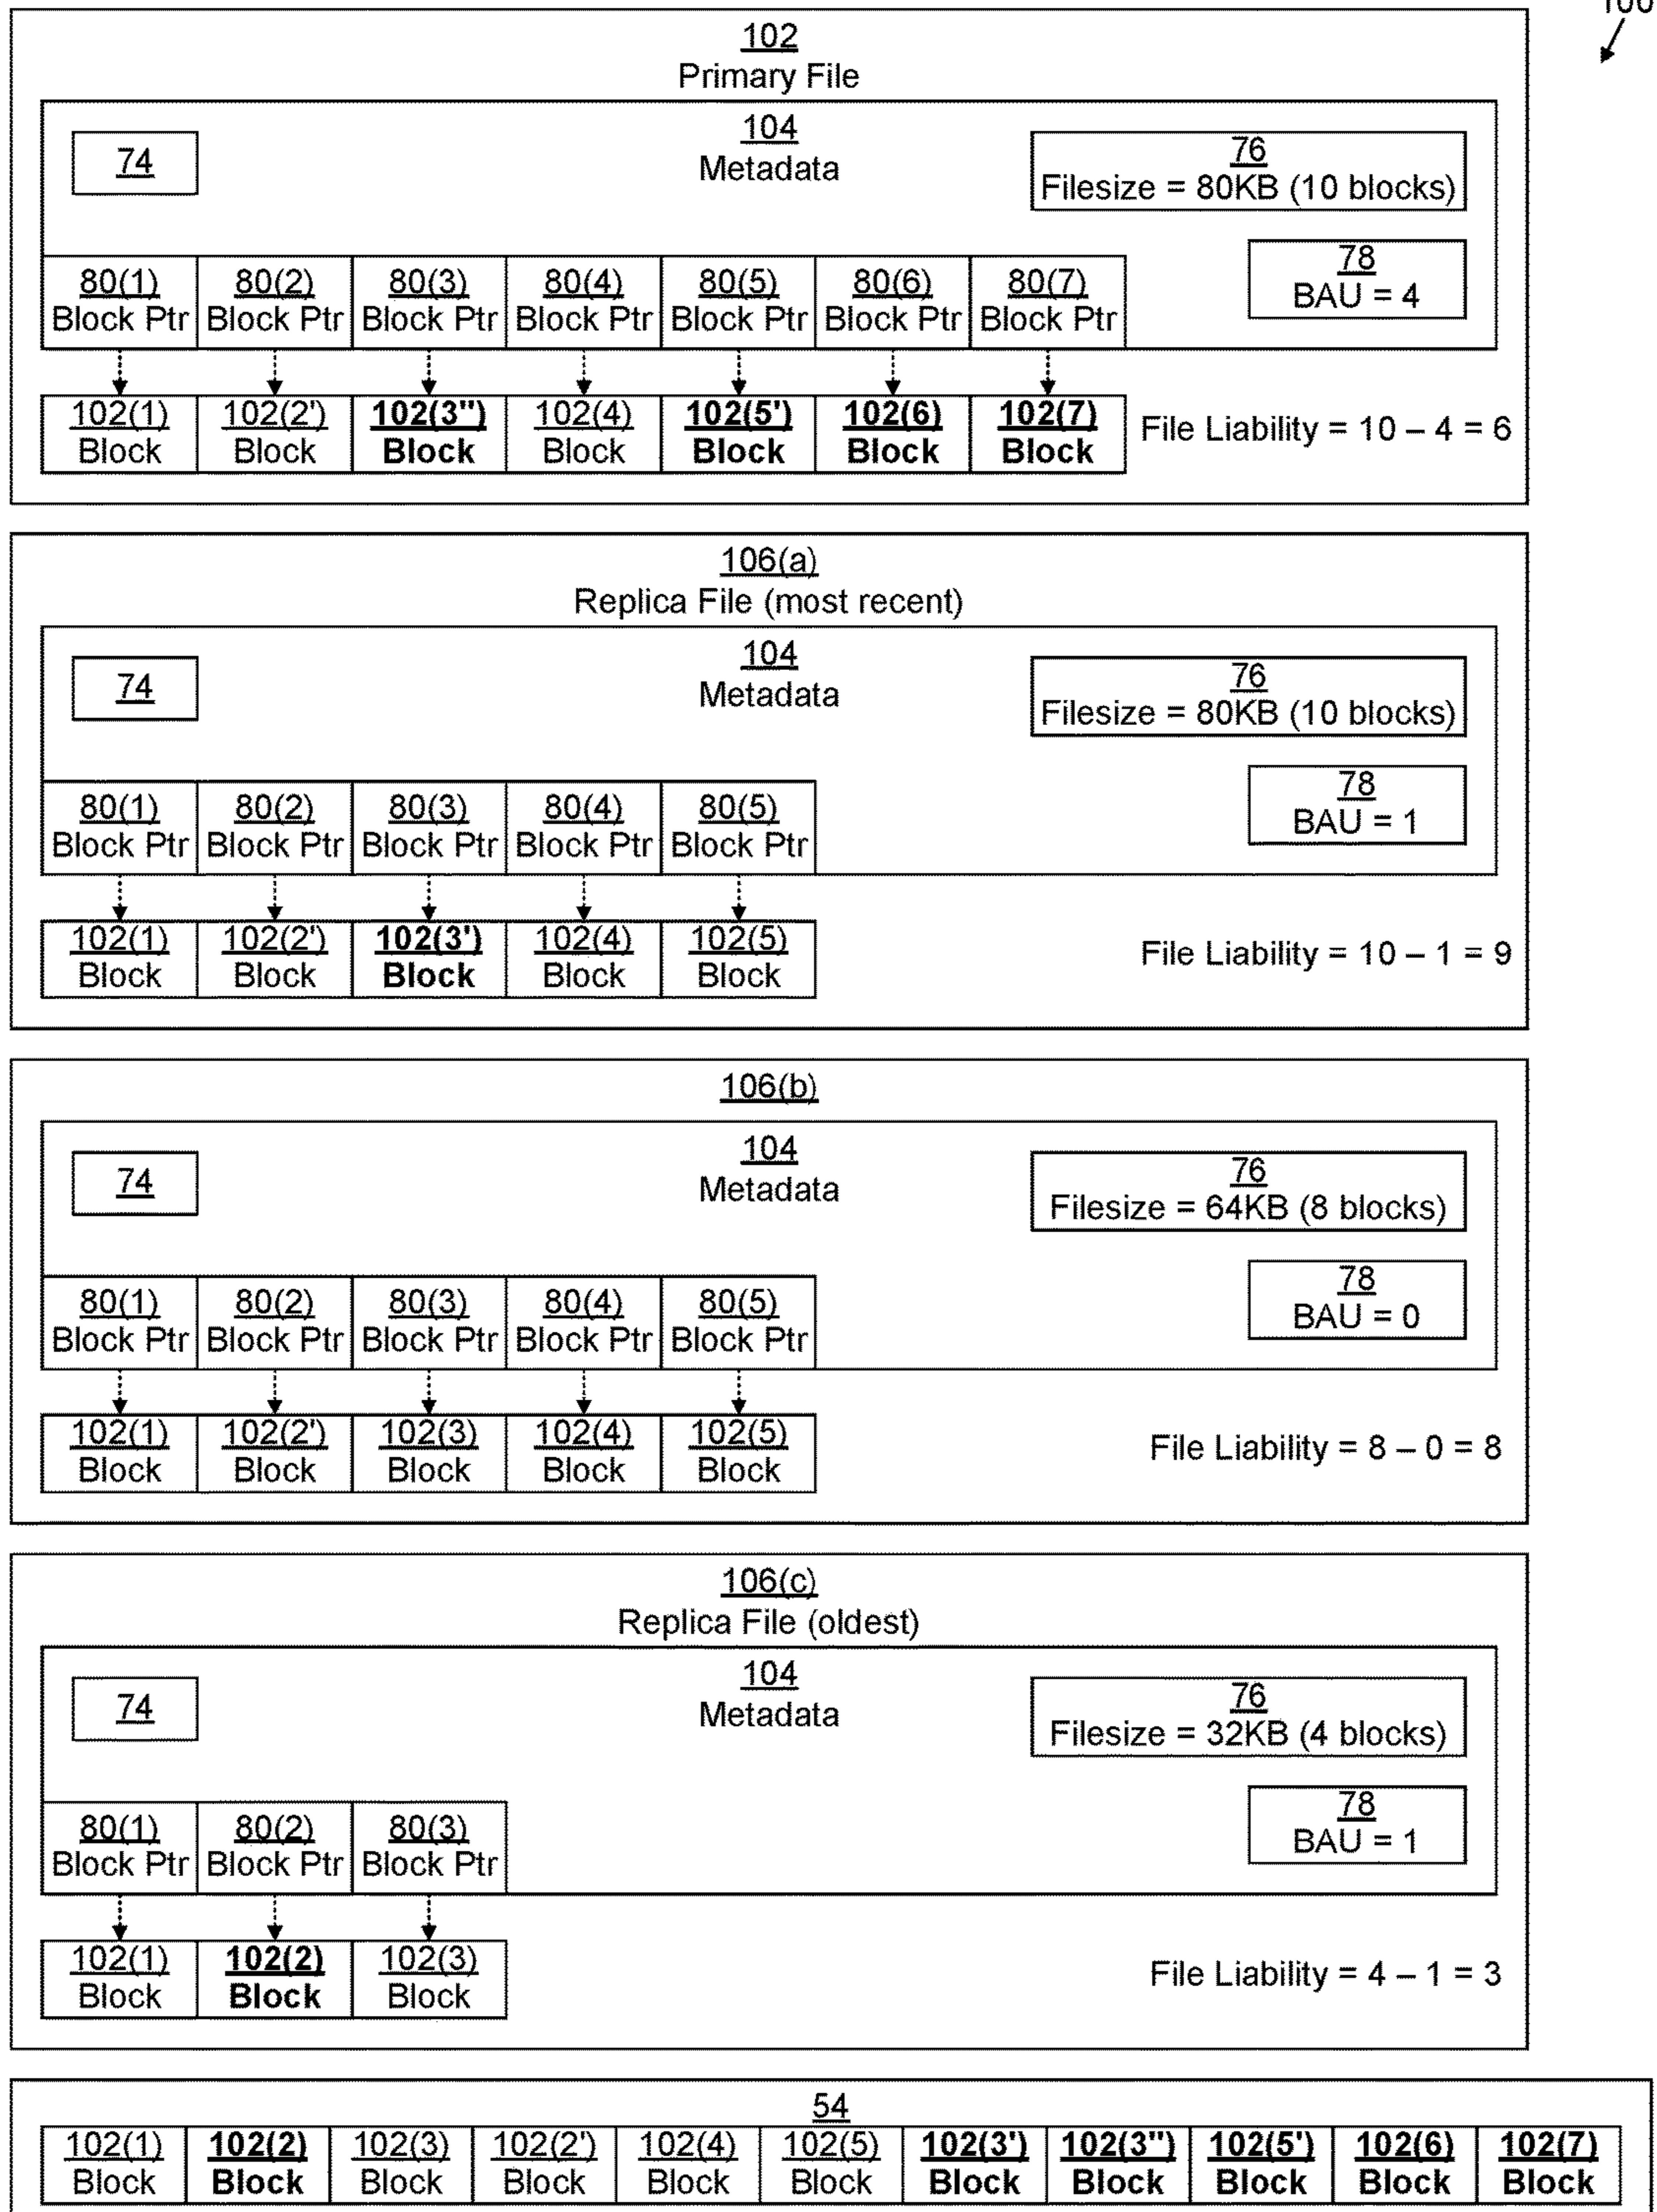 100
102
Primary File
104
Metadata
74
76
Filesize = 80KB (10 blocks)
78
BAU = 4
80(1) 80(2) 80(3) 80(4) 80(5) 80(6) 80(7)
Block Ptr Block Ptr Block Ptr Block Ptr Block Ptr Block Ptr Block Ptr
102(1) 102(2') 102(3'') 102(4) 102(5') 102(6) 102(7)
Block Block Block Block Block Block Block
File Liability = 10 – 4 = 6
106(a)
Replica File (most recent)
104
Metadata
74
76
Filesize = 80KB (10 blocks)
78
BAU = 1
80(1) 80(2) 80(3) 80(4) 80(5)
Block Ptr Block Ptr Block Ptr Block Ptr Block Ptr
102(1) 102(2') 102(3') 102(4) 102(5)
Block Block Block Block Block
File Liability = 10 – 1 = 9
106(b)
104
Metadata
74
76
Filesize = 64KB (8 blocks)
78
BAU = 0
80(1) 80(2) 80(3) 80(4) 80(5)
Block Ptr Block Ptr Block Ptr Block Ptr Block Ptr
102(1) 102(2') 102(3) 102(4) 102(5)
Block Block Block Block Block
File Liability = 8 – 0 = 8
106(c)
Replica File (oldest)
104
Metadata
74
76
Filesize = 32KB (4 blocks)
78
BAU = 1
80(1) 80(2) 80(3)
Block Ptr Block Ptr Block Ptr
102(1) 102(2) 102(3)
Block Block Block
File Liability = 4 – 1 = 3
54
102(1) 102(2) 102(3) 102(2') 102(4) 102(5) 102(3') 102(3'') 102(5') 102(6) 102(7)
Block Block Block Block Block Block Block Block Block Block Block